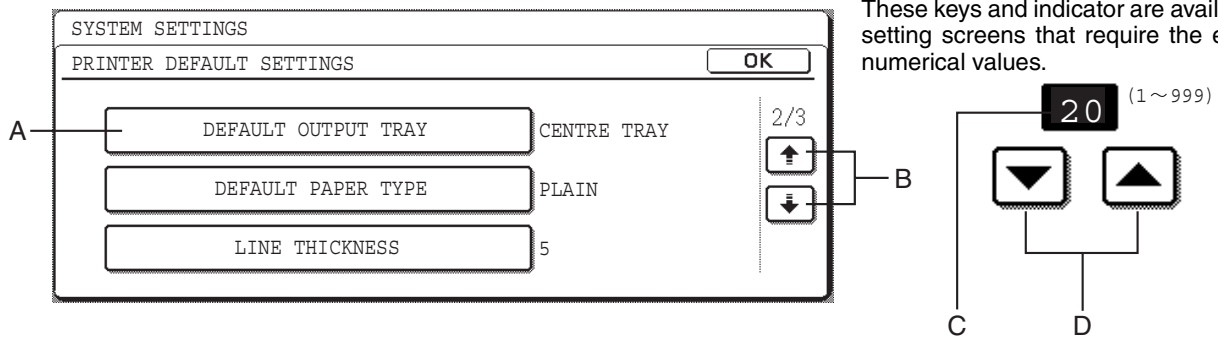 SYSTEM SETTINGS
PRINTER DEFAULT SETTINGS
OK
A
DEFAULT OUTPUT TRAY
CENTRE TRAY
2/3
DEFAULT PAPER TYPE
PLAIN
B
LINE THICKNESS
5
These keys and indicator are
setting screens that require the
numerical values.
20
(1~999)
C
D